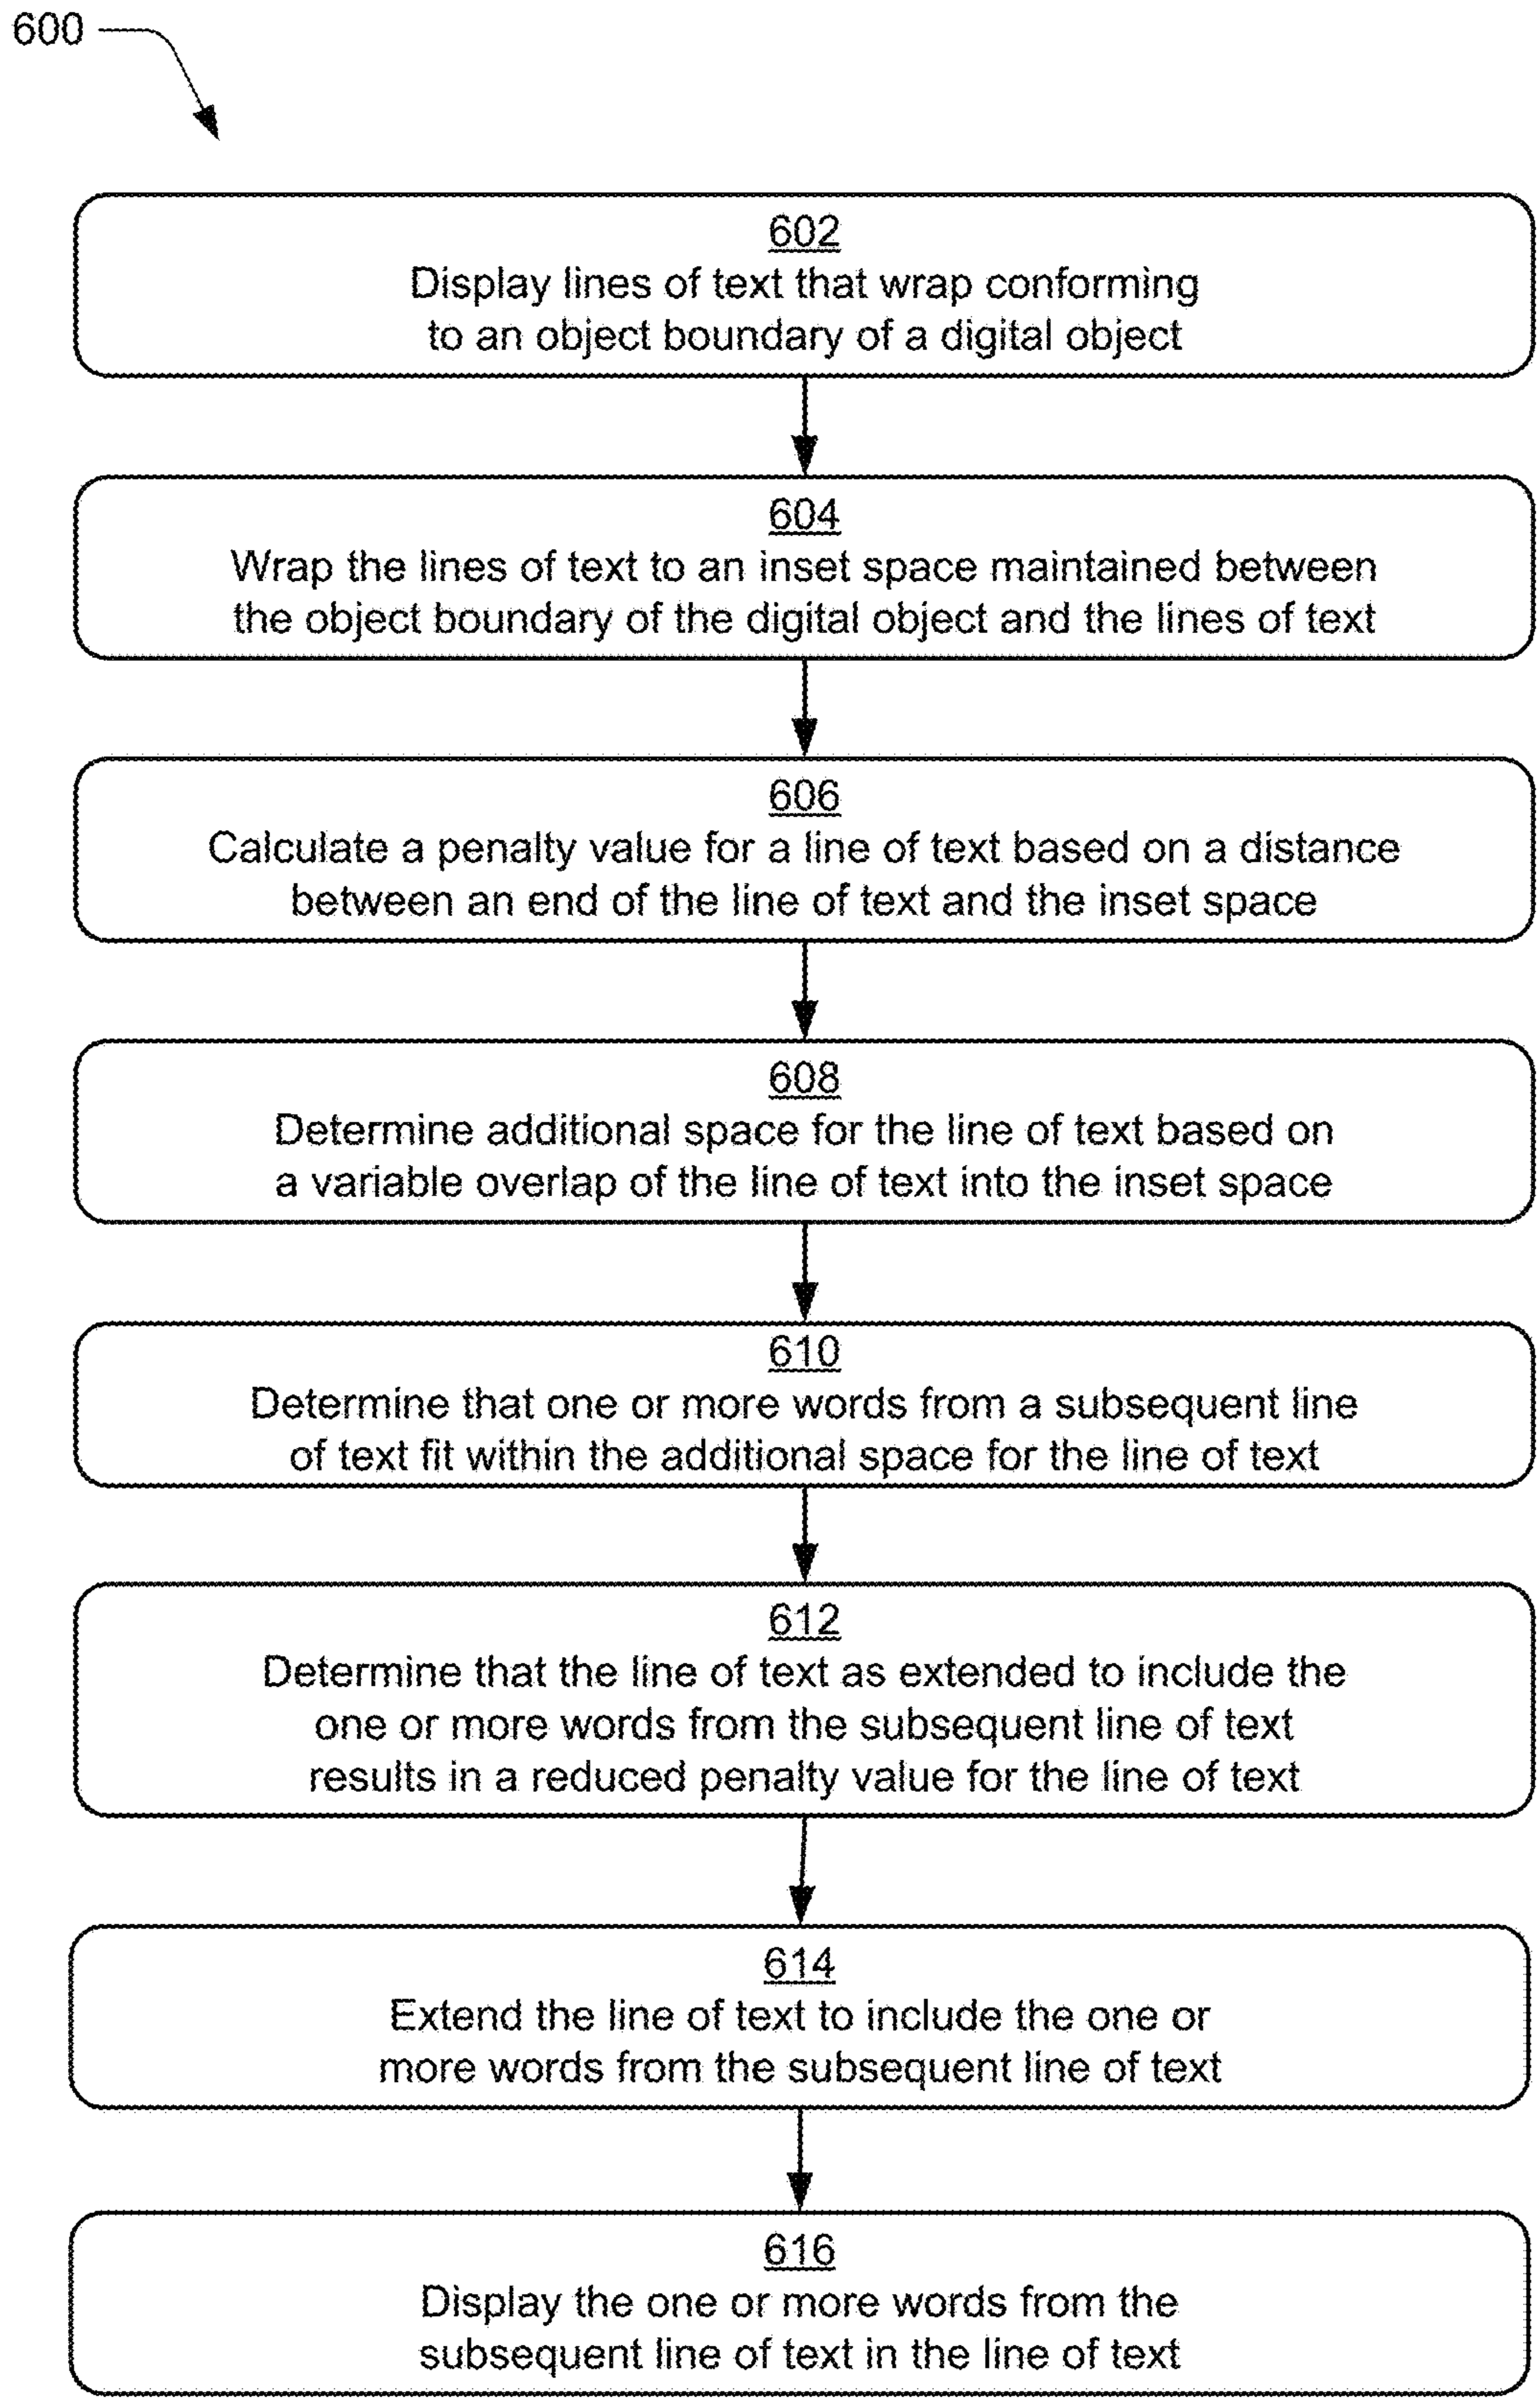 600
602
Display lines of text that wrap conforming
to an object boundary of a digital object
604
Wrap the lines of text to an inset space maintained between
the object boundary of the digital object and the lines of text
606
Calculate a penalty value for a line of text based on a distance
between an end of the line of text and the inset space
608
Determine additional space for the line of text based on
a variable overlap of the line of text into the inset space
610
Determine that one or more words from a subsequent line
of text fit within the additional space for the line of text
612
Determine that the line of text as extended to include the
one or more words from the subsequent line of text
results in a reduced penalty value for the line of text
614
Extend the line of text to include the one or
more words from the subsequent line of text
616
Display the one or more words from the
subsequent line of text in the line of text